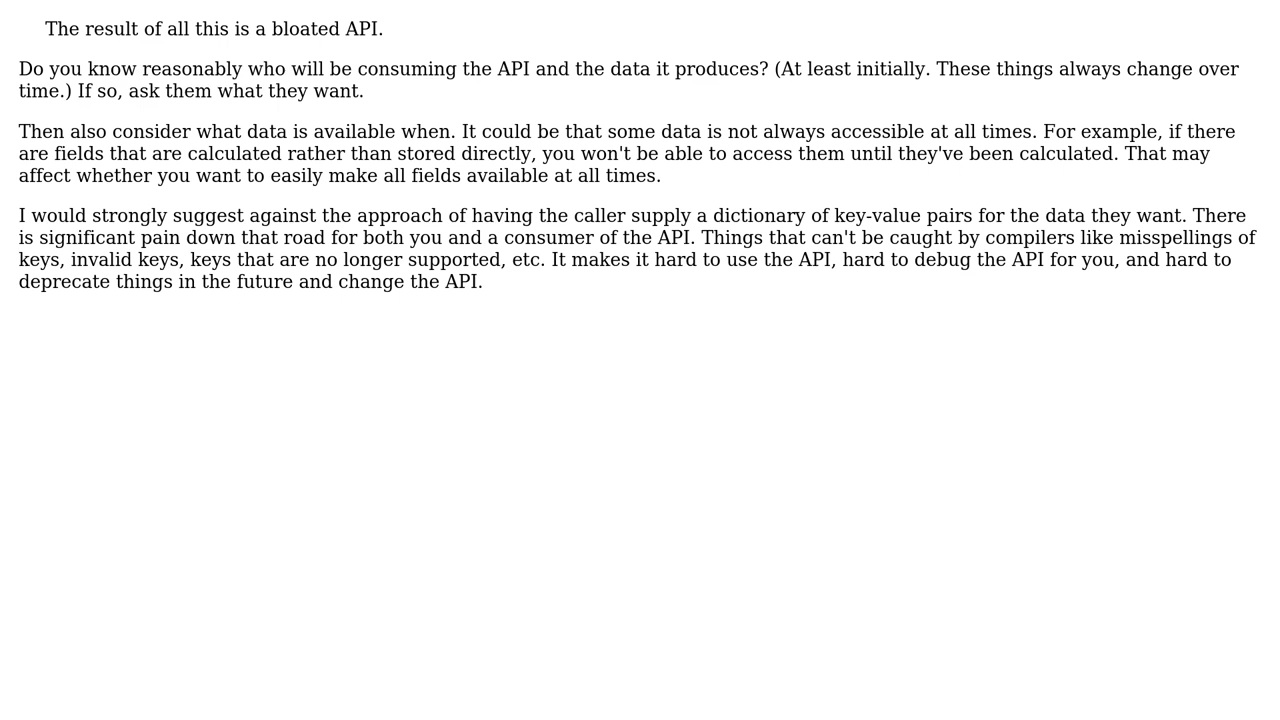 The result of all this is a bloated API.
Do you know reasonably who will be consuming the API and the data it produces? (At least initially. These things always change over
time.) If so, ask them what they want.
Then also consider what data is available when. It could be that some data is not always accessible at all times. For example, if there
are fields that are calculated rather than stored directly, you won't be able to access them until they've been calculated. That may
affect whether you want to easily make all fields available at all times.
I would strongly suggest against the approach of having the caller supply a dictionary of key-value pairs for the data they want. There
is significant pain down that road for both you and a consumer of the API. Things that can't be caught by compilers like misspellings of
keys, invalid keys, keys that are no longer supported, etc. It makes it hard to use the API, hard to debug the API for you, and hard to
deprecate things in the future and change the API.